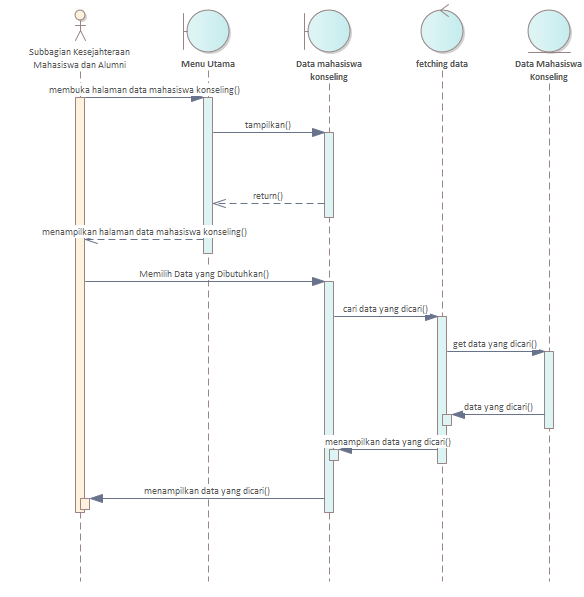 Subbagian Kesejahteraan
Mahasiswa dan Alumni
Menu Utama
Data mahasiswa
konseling
fetching data
Data Mahasiswa
Konseling
membuka halaman data mahasiswa konseling()
tampilkan()
return()
menampilkan halaman data mahasiswa konseling()
Memilih Data yang Dibutuhkan()
cari data yang dicari()
get data yang dicari()
data yang dicari()
menampilkan data yang dicari()
menampilkan data yang dicari()